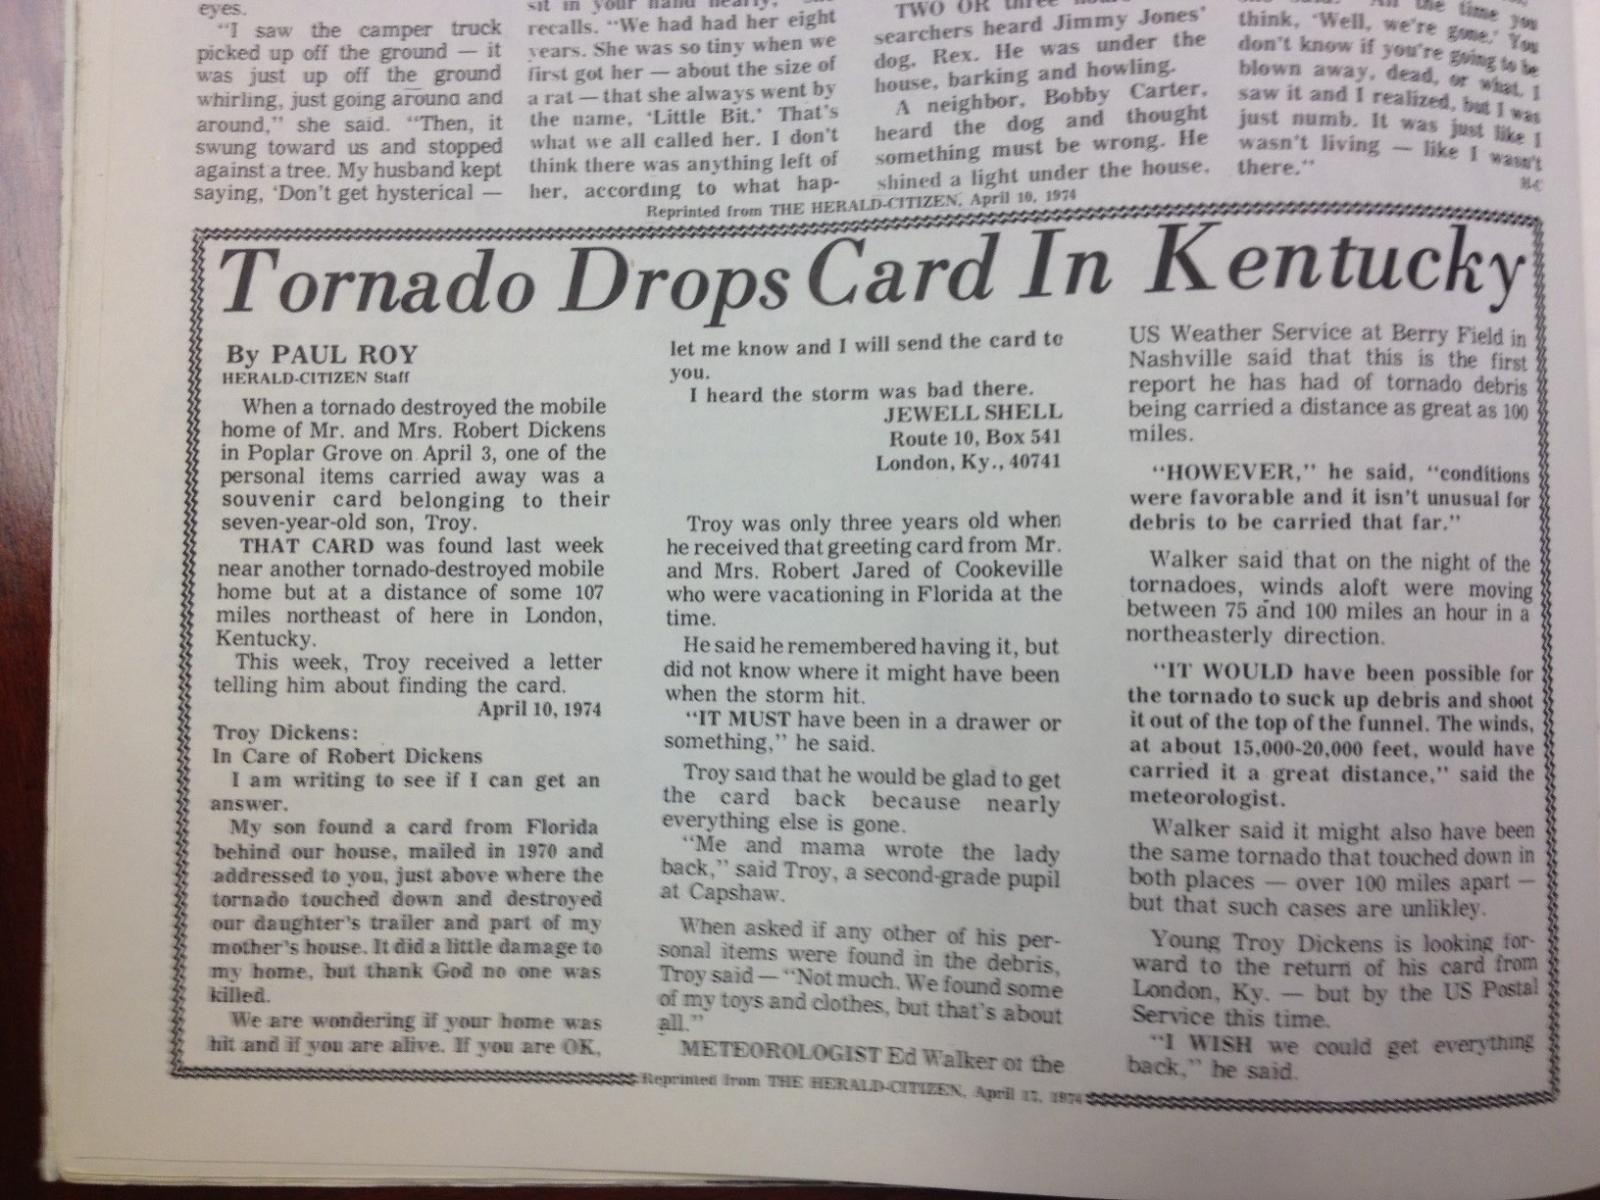 eyes.
"I saw the camper truck
picked up off the ground — it
was just up off the ground
whirling, just going around and
around," she said. "Then, it
swung toward us and stopped
against a tree. My husband kept
saying, 'Don't get hysterical —
sit in your hand nearly,
recalls. "We had had her eight
years. She was so tiny when we
first got her — about the size of
a rat — that she always went by
the name, 'Little Bit.' That's
what we all called her. I don't
think there was anything left of
her, according to what hap-
TWO OR three
searchers heard Jimmy Jones'
dog, Rex. He was under the
house, barking and howling.
A neighbor, Bobby Carter,
heard the dog and thought
something must be wrong. He
shined a light under the house.
the time you
think, 'Well, we're gone.' You
don't know if you're going to be
blown away, dead, or what. I
saw it and I realized, but I was
just numb. It was just like I
wasn't living — like I wasn't
there."
H-C
Reprinted from THE HERALD-CITIZEN, April 10, 1974
Tornado Drops Card In Kentucky
By PAUL ROY
HERALD-CITIZEN Staff
When a tornado destroyed the mobile
home of Mr. and Mrs. Robert Dickens
in Poplar Grove on April 3, one of the
personal items carried away was a
souvenir card belonging to their
seven-year-old son, Troy.
THAT CARD was found last week
near another tornado-destroyed mobile
home but at a distance of some 107
miles northeast of here in London,
Kentucky.
This week, Troy received a letter
telling him about finding the card.
April 10, 1974
Troy Dickens:
In Care of Robert Dickens
I am writing to see if I can get an
answer.
My son found a card from Florida
behind our house, mailed in 1970 and
addressed to you, just above where the
tornado touched down and destroyed
our daughter's trailer and part of my
mother's house. It did a little damage to
my home, but thank God no one was
killed.
We are wondering if your home was
hit and if you are alive. If you are OK,
let me know and I will send the card to
you.
I heard the storm was bad there.
JEWELL SHELL
Route 10, Box 541
London, Ky., 40741
Troy was only three years old when
he received that greeting card from Mr.
and Mrs. Robert Jared of Cookeville
who were vacationing in Florida at the
time.
He said he remembered having it, but
did not know where it might have been
when the storm hit.
"IT MUST have been in a drawer or
something," he said.
Troy said that he would be glad to get
the card back because nearly
everything else is gone.
"Me and mama wrote the lady
back," said Troy, a second-grade pupil
at Capshaw.
When asked if any other of his per-
sonal items were found in the debris,
Troy said — "Not much. We found some
of my toys and clothes, but that's about
all."
METEOROLOGIST Ed Walker of the
US Weather Service at Berry Field in
Nashville said that this is the first
report he has had of tornado debris
being carried a distance as great as 100
miles.
"HOWEVER," he said, "conditions
were favorable and it isn't unusual for
debris to be carried that far."
Walker said that on the night of the
tornadoes, winds aloft were moving
between 75 and 100 miles an hour in a
northeasterly direction.
"IT WOULD have been possible for
the tornado to suck up debris and shoot
it out of the top of the funnel. The winds,
at about 15,000-20,000 feet, would have
carried it a great distance," said the
meteorologist.
Walker said it might also have been
the same tornado that touched down in
both places — over 100 miles apart —
but that such cases are unlikley.
Young Troy Dickens is looking for-
ward to the return of his card from
London, Ky. — but by the US Postal
Service this time.
"I WISH we could get everything
back," he said.
Reprinted from THE HERALD-CITIZEN, April 17, 1974